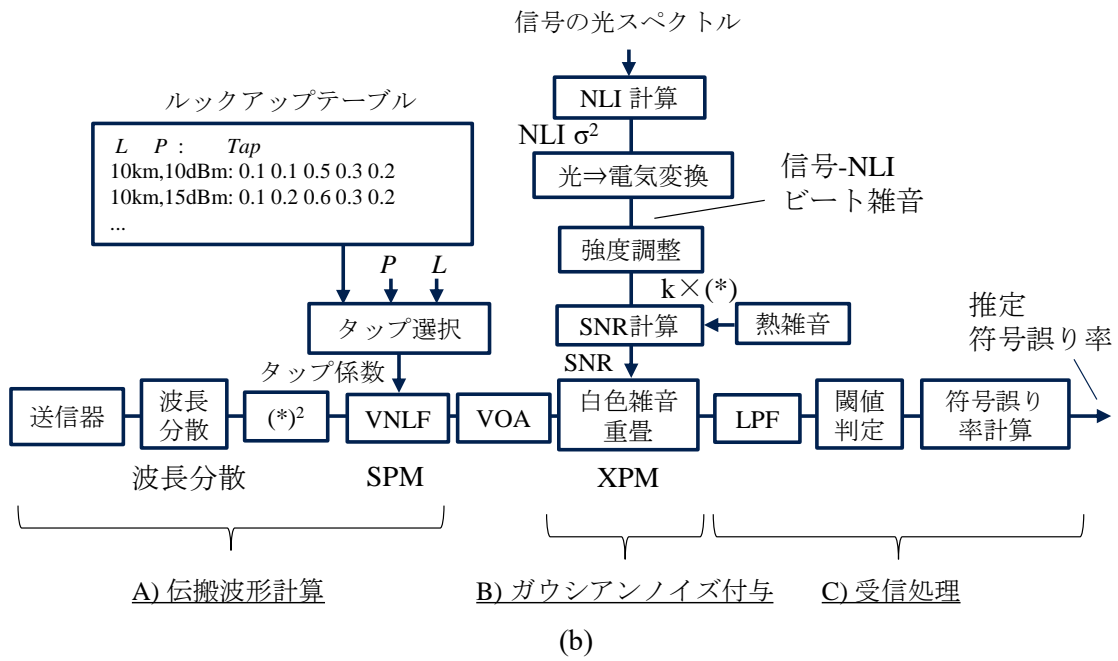 信号の光スペクトル
NLI 計算
NLI σ²
光⇒電気変換
信号-NLI
ビート雑音
強度調整
k×(*)
SNR計算
熱雑音
SNR
ルックアップテーブル
L P : Tap
10km,10dBm: 0.1 0.1 0.5 0.3 0.2
10km,15dBm: 0.1 0.2 0.6 0.3 0.2
...
P L
タップ選択
タップ係数
推定
符号誤り率
送信器
波長
分散
(*)²
VNLF
VOA
白色雑音
重畳
LPF
閾値
判定
符号誤り
率計算
波長分散
SPM
XPM
A) 伝搬波形計算
B) ガウシアンノイズ付与
C) 受信処理
(b)